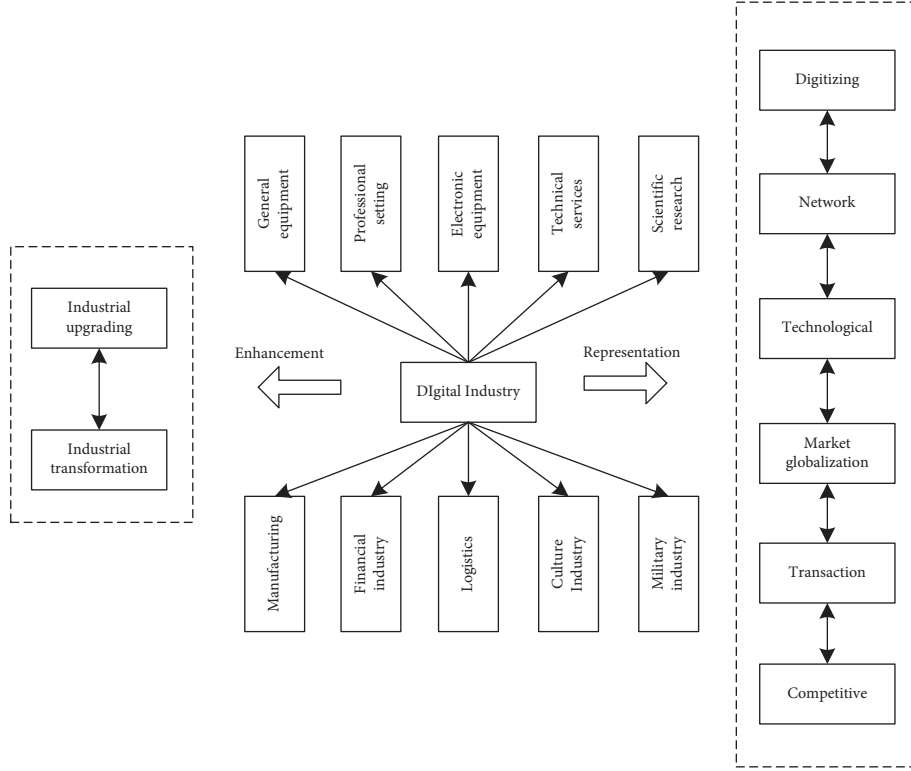 Industrial
upgrading
Industrial
transformation
Enhancement
General
equipment
Professional
setting
Electronic
equipment
Technical
services
Scientific
research
DIgital Industry
Representation
Manufacturing
Financial
industry
Logistics
Culture
Industry
Military
industry
Digitizing
Network
Technological
Market
globalization
Transaction
Competitive